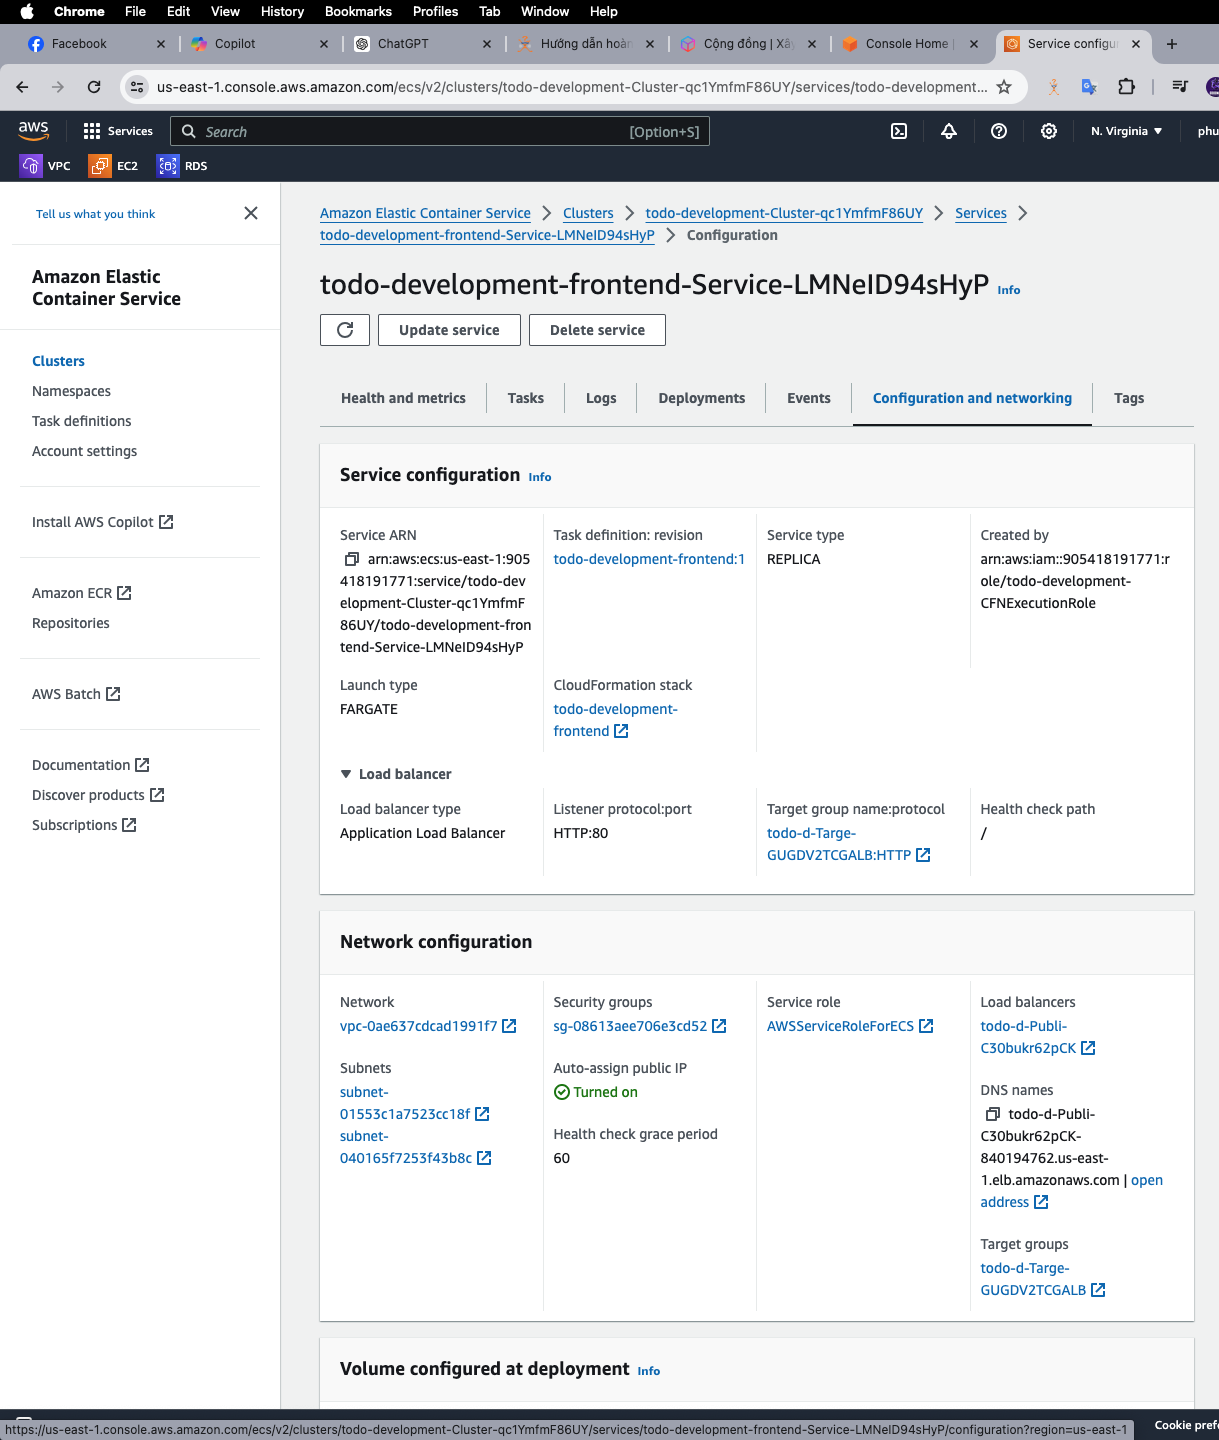 Chrome File Edit View History Bookmarks Profiles Tab Window Help
Facebook Copilot ChatGPT Hướng dẫn hoàn Cộng đồng | Xây Console Home | Service configu
us-east-1.console.aws.amazon.com/ecs/v2/clusters/todo-development-Cluster-qc1YmfmF86UY/services/todo-development...
aws Services Search [Option+S] N. Virginia phu
VPC EC2 RDS
Tell us what you think
Amazon Elastic
Container Service
Clusters
Namespaces
Task definitions
Account settings
Install AWS Copilot
Amazon ECR
Repositories
AWS Batch
Documentation
Discover products
Subscriptions
Amazon Elastic Container Service Clusters todo-development-Cluster-qc1YmfmF86UY Services
todo-development-frontend-Service-LMNeID94sHyP Configuration
todo-development-frontend-Service-LMNeID94sHyP Info
Update service Delete service
Health and metrics Tasks Logs Deployments Events Configuration and networking Tags
Service configuration Info
Service ARN
arn:aws:ecs:us-east-1:905
418191771:service/todo-dev
elopment-Cluster-qc1YmfmF
86UY/todo-development-fron
tend-Service-LMNeID94sHyP
Task definition: revision
todo-development-frontend:1
Service type
REPLICA
Created by
arn:aws:iam::905418191771:r
ole/todo-development-
CFNExecutionRole
Launch type
FARGATE
CloudFormation stack
todo-development-
frontend
Load balancer
Load balancer type
Application Load Balancer
Listener protocol:port
HTTP:80
Target group name:protocol
todo-d-Targe-
GUGDV2TCGALB:HTTP
Health check path
/
Network configuration
Network
vpc-0ae637cdcad1991f7
Subnets
subnet-
01553c1a7523cc18f
subnet-
040165f7253f43b8c
Security groups
sg-08613aee706e3cd52
Auto-assign public IP
Turned on
Health check grace period
60
Service role
AWSServiceRoleForECS
Load balancers
todo-d-Publi-
C30bukr62pCK
DNS names
todo-d-Publi-
C30bukr62pCK-
840194762.us-east-
1.elb.amazonaws.com | open
address
Target groups
todo-d-Targe-
GUGDV2TCGALB
Volume configured at deployment Info
https://us-east-1.console.aws.amazon.com/ecs/v2/clusters/todo-development-Cluster-qc1YmfmF86UY/services/todo-development-frontend-Service-LMNeID94sHyP/configuration?region=us-east-1
Cookie prefe